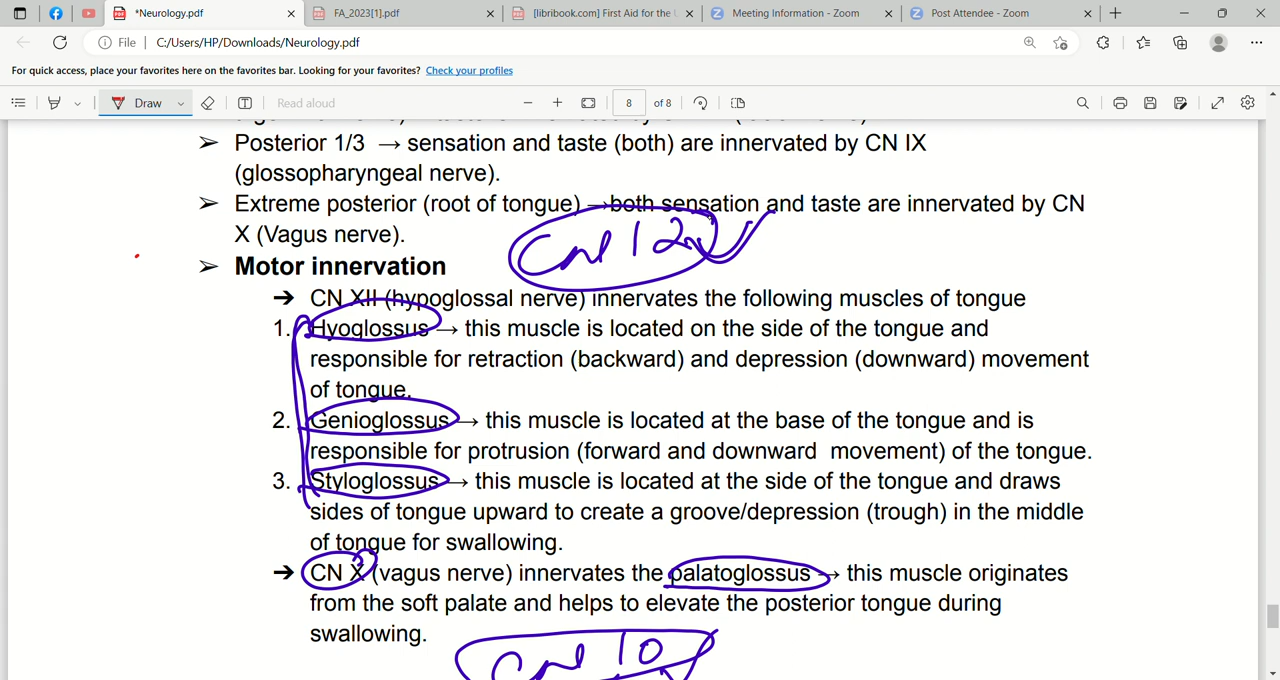 *Neurology.pdf
FA_2023[1].pdf
[libribook.com] First Aid for the U
Meeting Information - Zoom
Post Attendee - Zoom
File
C:/Users/HP/Downloads/Neurology.pdf
For quick access, place your favorites here on the favorites bar. Looking for your favorites? Check your profiles
Draw
Read aloud
8 of 8
➢ Posterior 1/3 → sensation and taste (both) are innervated by CN IX
(glossopharyngeal nerve).
➢ Extreme posterior (root of tongue) →both sensation and taste are innervated by CN
X (Vagus nerve).
➢ Motor innervation
➔ CN XII (hypoglossal nerve) innervates the following muscles of tongue
1. Hyoglossus → this muscle is located on the side of the tongue and
responsible for retraction (backward) and depression (downward) movement
of tongue.
2. Genioglossus → this muscle is located at the base of the tongue and is
responsible for protrusion (forward and downward movement) of the tongue.
3. Styloglossus → this muscle is located at the side of the tongue and draws
sides of tongue upward to create a groove/depression (trough) in the middle
of tongue for swallowing.
➔ CN X (vagus nerve) innervates the palatoglossus → this muscle originates
from the soft palate and helps to elevate the posterior tongue during
swallowing.
10